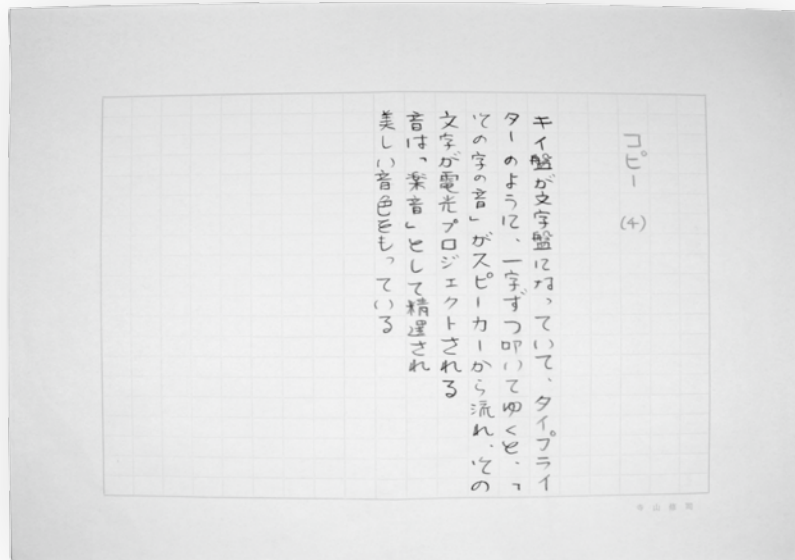 コピー (4)
キイ盤が文字盤になっていて、タイプライ
ターのように、一字ずつ叩いてゆくと、「
その字の音」がスピーカーから流れ、その
文字が電光プロジェクトされる
音は、「楽音」として精選され
美しい音色をもっている
寺山修司